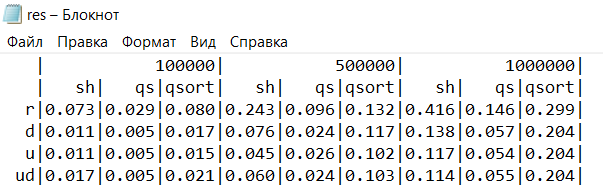 res – Блокнот
Файл Правка Формат Вид Справка
  |            100000|            500000|           1000000|
  |   sh|   qs|qsort|   sh|   qs|qsort|   sh|   qs|qsort|
 r|0.073|0.029|0.080|0.243|0.096|0.132|0.416|0.146|0.299|
 d|0.011|0.005|0.017|0.076|0.024|0.117|0.138|0.057|0.204|
 u|0.011|0.005|0.015|0.045|0.026|0.102|0.117|0.054|0.204|
ud|0.017|0.005|0.021|0.060|0.024|0.103|0.114|0.055|0.204|